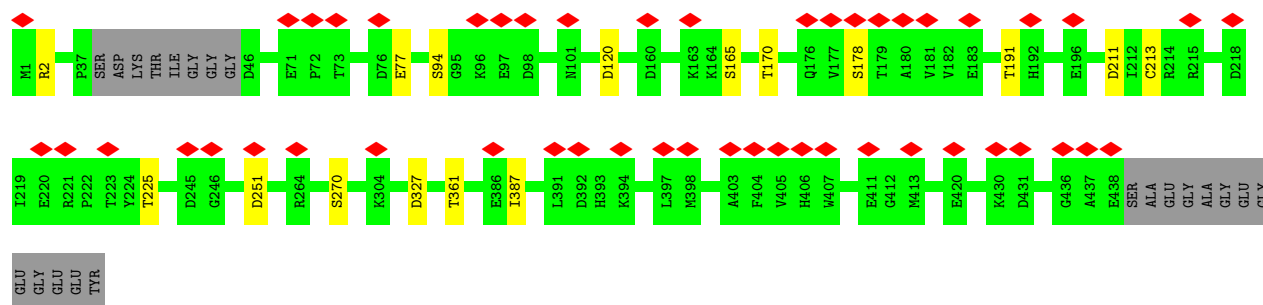 M1 R2 P37 SER ASP LYS THR ILE GLY GLY GLY D46 E71 P72 T73 D76 E77 S94 G95 K96 E97 D98 N101 D120 D160 K163 K164 S165 T170 Q176 V177 S178 T179 A180 V181 V182 E183 T191 H192 E196 D211 I212 C213 R214 R215 D218
I219 E220 R221 P222 T223 Y224 T225 D245 G246 D251 R264 S270 K304 D327 T361 E386 I387 L391 D392 H393 K394 L397 M398 A403 F404 V405 H406 W407 E411 G412 M413 E420 K430 D431 G436 A437 E438 SER ALA GLU GLY ALA GLY GLU GLY
GLU GLY GLU GLU TYR